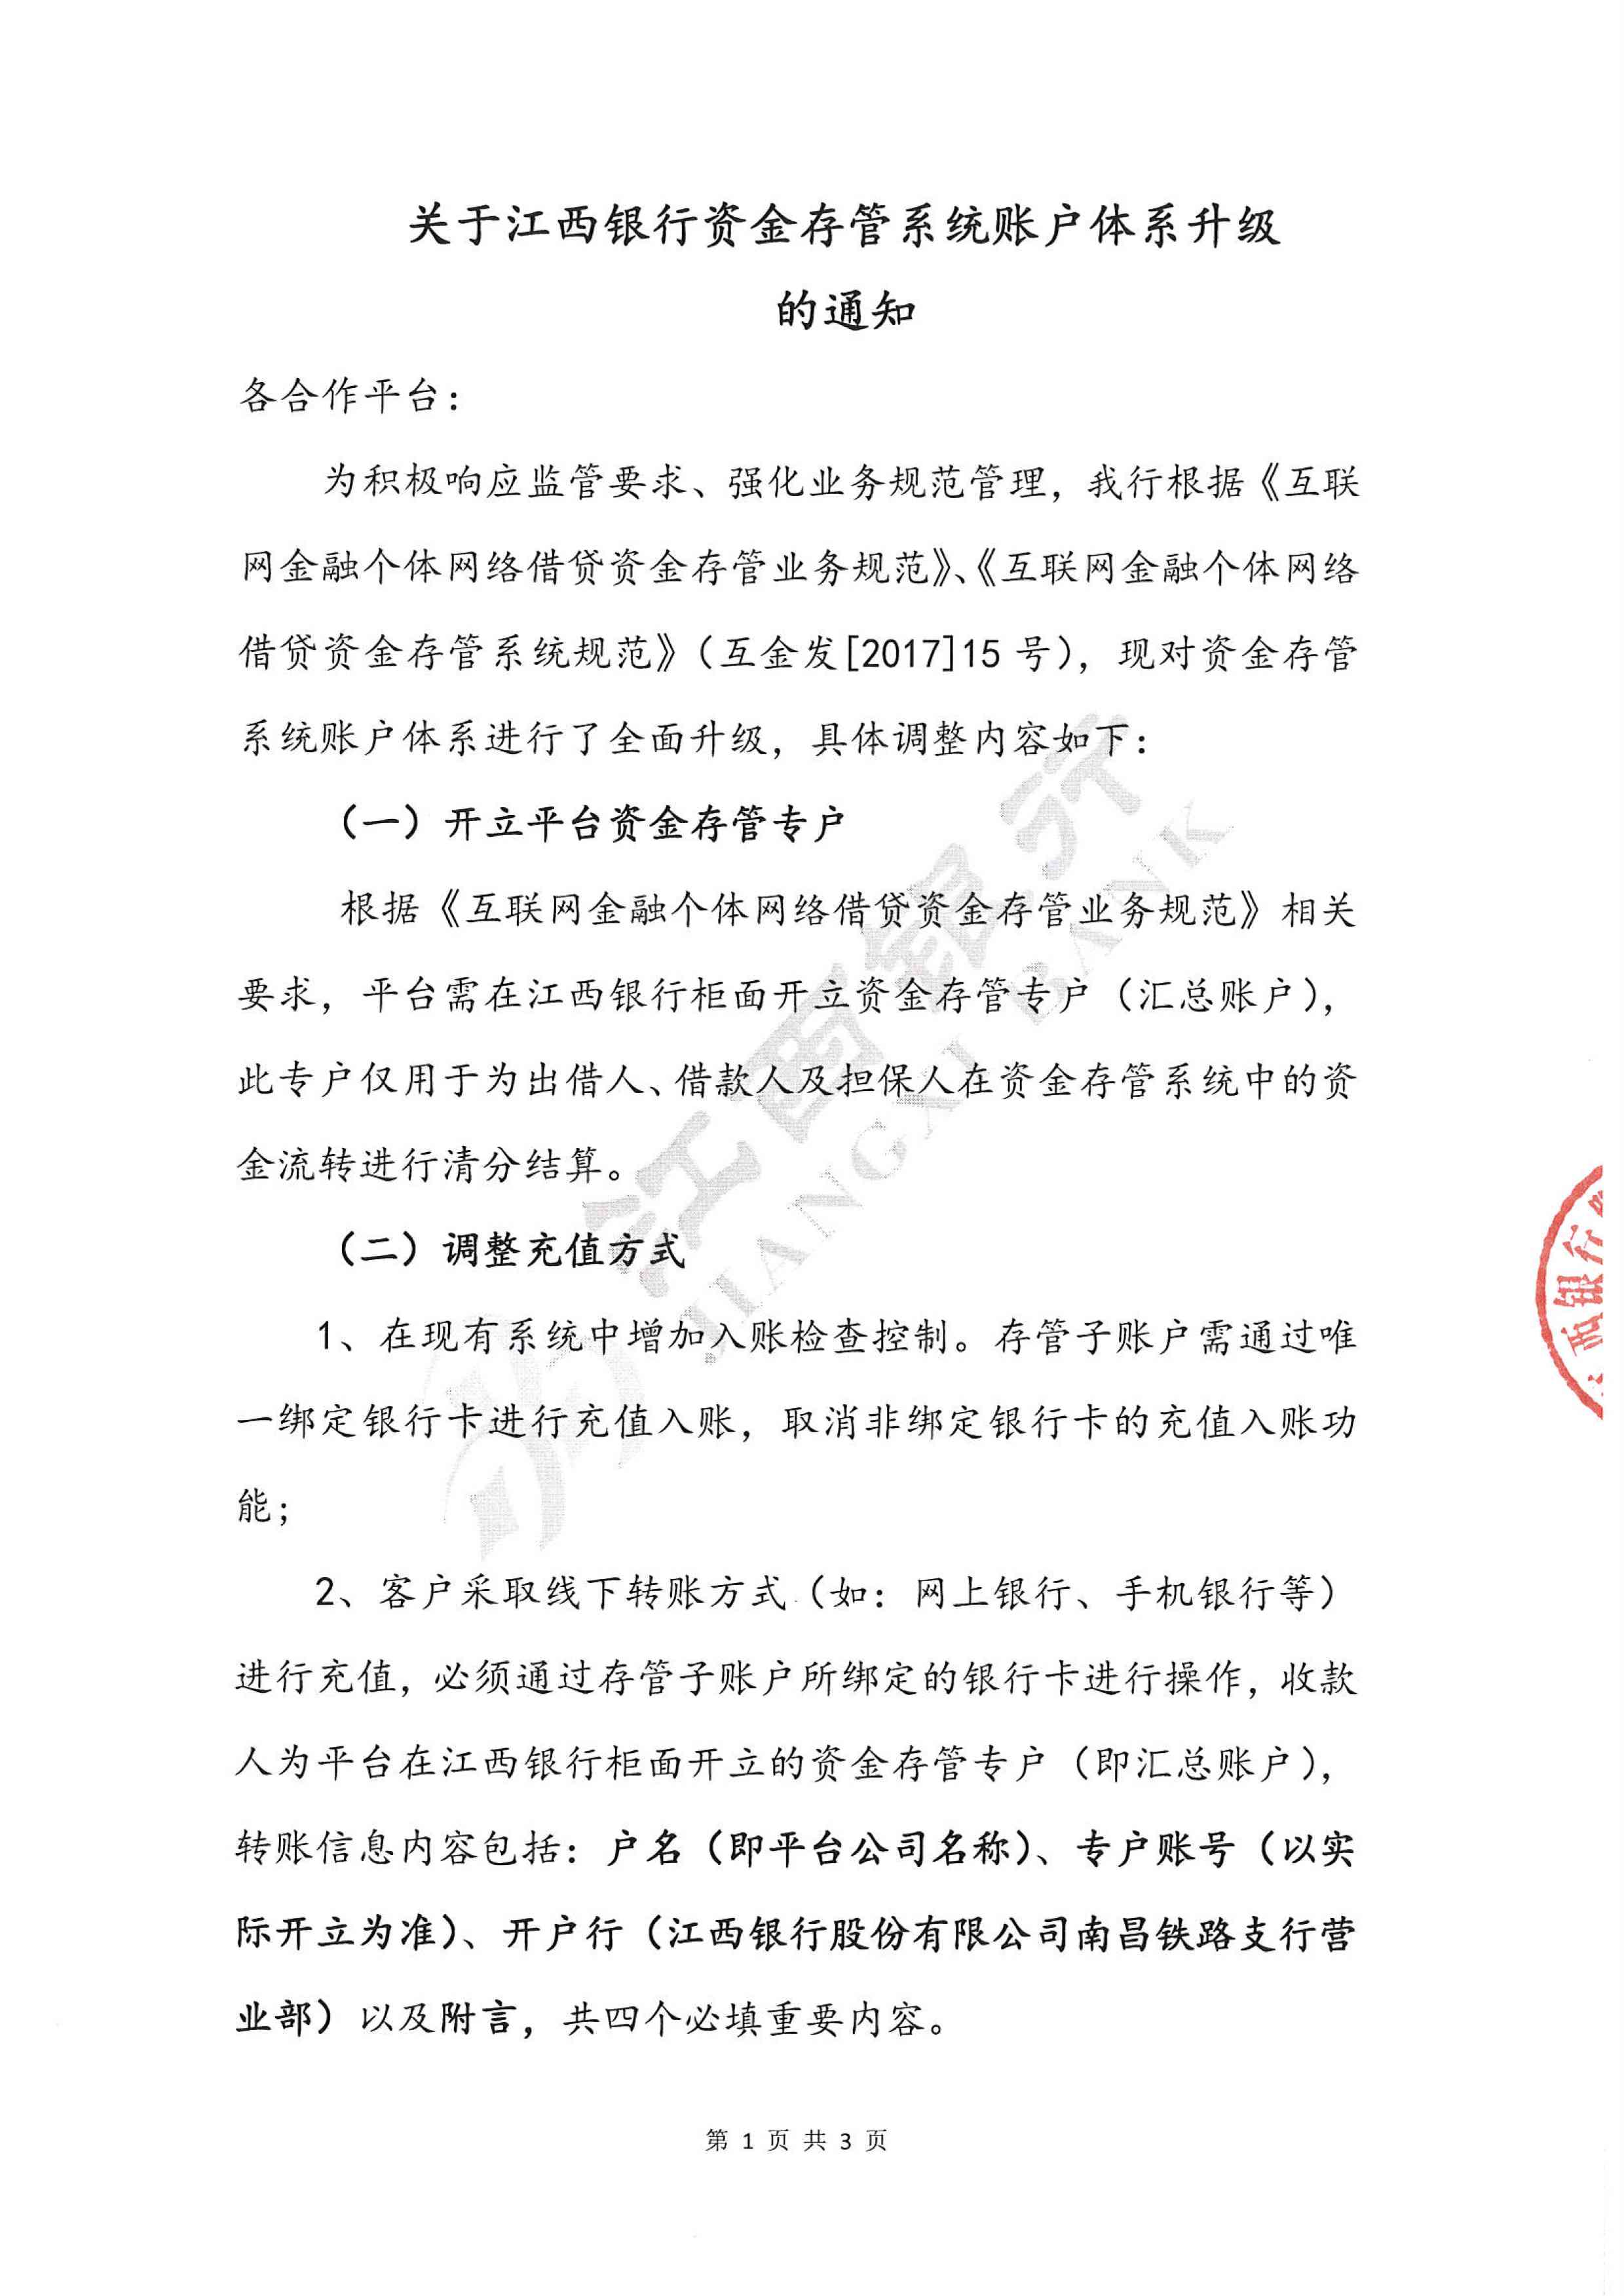 关于江西银行资金存管系统账户体系升级
的通知
各合作平台：
为积极响应监管要求、强化业务规范管理，我行根据《互联
网金融个体网络借贷资金存管业务规范》、《互联网金融个体网络
借贷资金存管系统规范》（互金发[2017]15 号），现对资金存管
系统账户体系进行了全面升级，具体调整内容如下：
（一）开立平台资金存管专户
根据《互联网金融个体网络借贷资金存管业务规范》相关
要求，平台需在江西银行柜面开立资金存管专户（汇总账户），
此专户仅用于为出借人、借款人及担保人在资金存管系统中的资
金流转进行清分结算。
（二）调整充值方式
1、在现有系统中增加入账检查控制。存管子账户需通过唯
一绑定银行卡进行充值入账，取消非绑定银行卡的充值入账功
能；
2、客户采取线下转账方式（如：网上银行、手机银行等）
进行充值，必须通过存管子账户所绑定的银行卡进行操作，收款
人为平台在江西银行柜面开立的资金存管专户（即汇总账户），
转账信息内容包括：户名（即平台公司名称）、专户账号（以实
际开立为准）、开户行（江西银行股份有限公司南昌铁路支行营
业部）以及附言，共四个必填重要内容。
第 1 页 共 3 页
江西银行
JIANGXI BANK
西银行